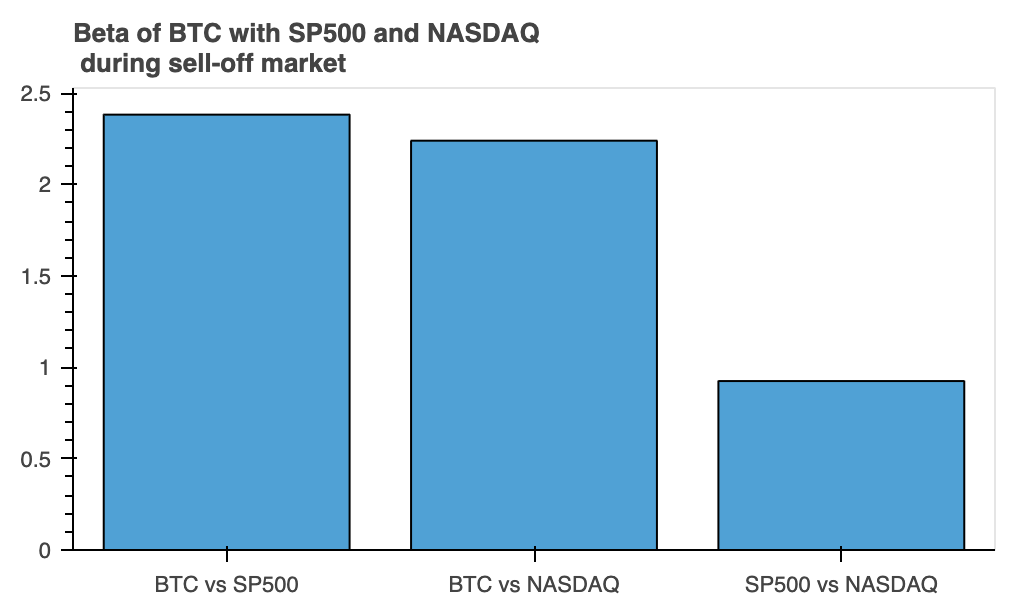 Beta of BTC with SP500 and NASDAQ
during sell-off market
2.5
2
1.5
1
0.5
0
BTC vs SP500
BTC vs NASDAQ
SP500 vs NASDAQ